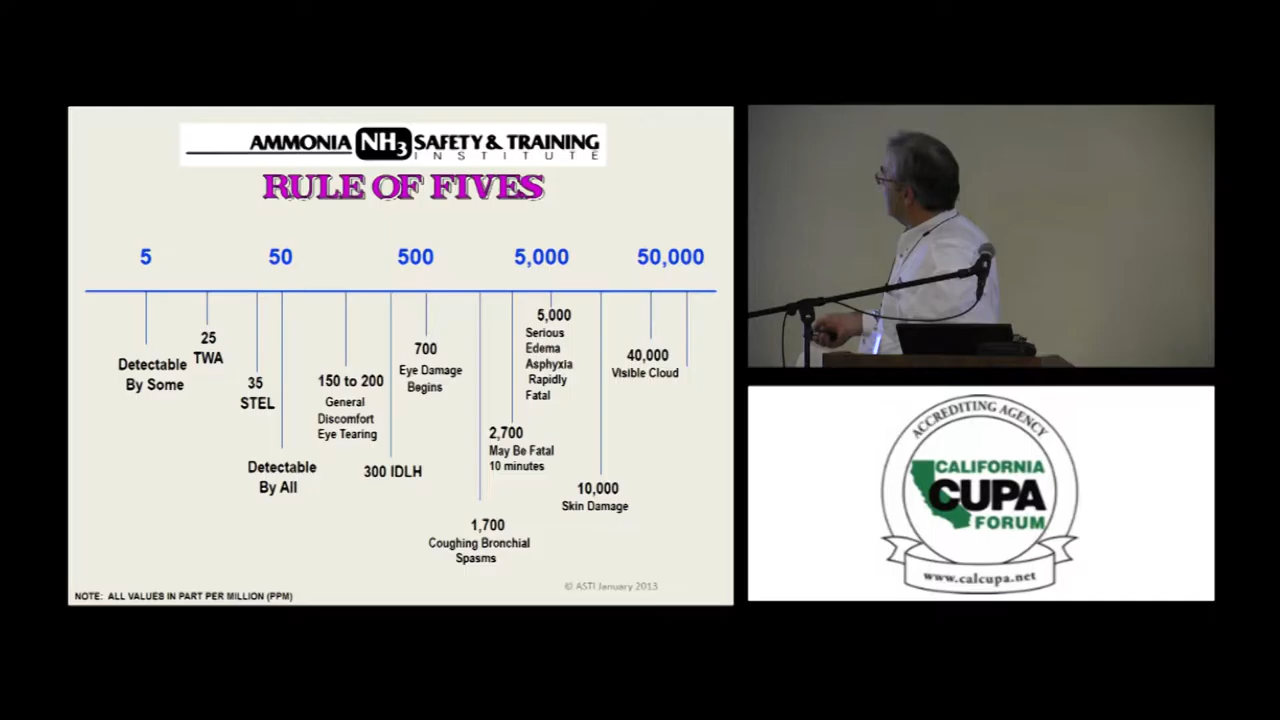 AMMONIA NH3 SAFETY & TRAINING
INSTITUTE
RULE OF FIVES
5 50 500 5,000 50,000
Detectable
By Some
25
TWA
35
STEL
Detectable
By All
150 to 200
General
Discomfort
Eye Tearing
300 IDLH
700
Eye Damage
Begins
1,700
Coughing Bronchial
Spasms
2,700
May Be Fatal
10 minutes
5,000
Serious
Edema
Asphyxia
Rapidly
Fatal
10,000
Skin Damage
40,000
Visible Cloud
© ASTI January 2013
NOTE: ALL VALUES IN PART PER MILLION (PPM)
ACCREDITING AGENCY
CALIFORNIA
CUPA
FORUM
www.calcupa.net